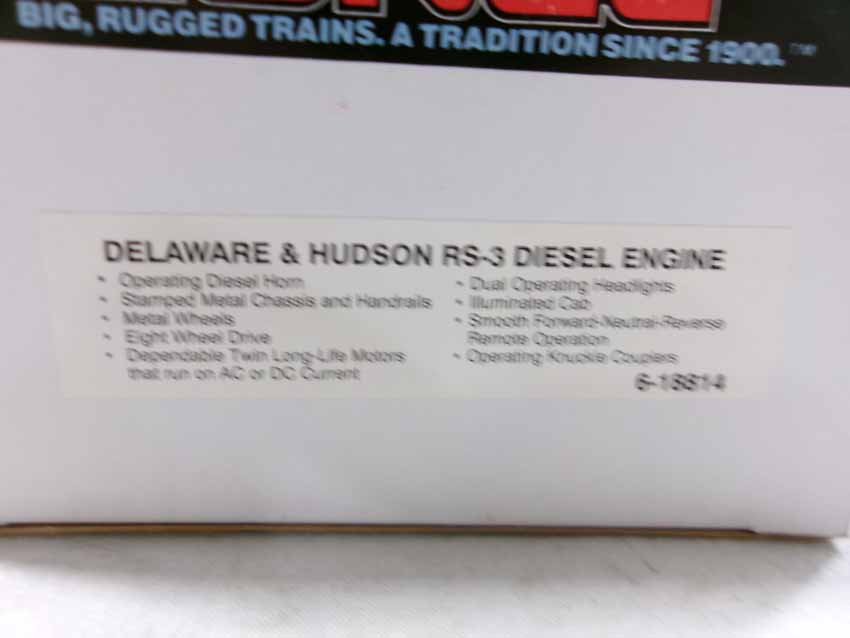 BIG, RUGGED TRAINS. A TRADITION SINCE 1900.™
DELAWARE & HUDSON RS-3 DIESEL ENGINE
• Operating Diesel Horn
• Stamped Metal Chassis and Handrails
• Metal Wheels
• Eight Wheel Drive
• Dependable Twin Long-Life Motors
that run on AC or DC Current
• Dual Operating Headlights
• Illuminated Cab
• Smooth Forward-Neutral-Reverse
Remote Operation
• Operating Knuckle Couplers
6-18814